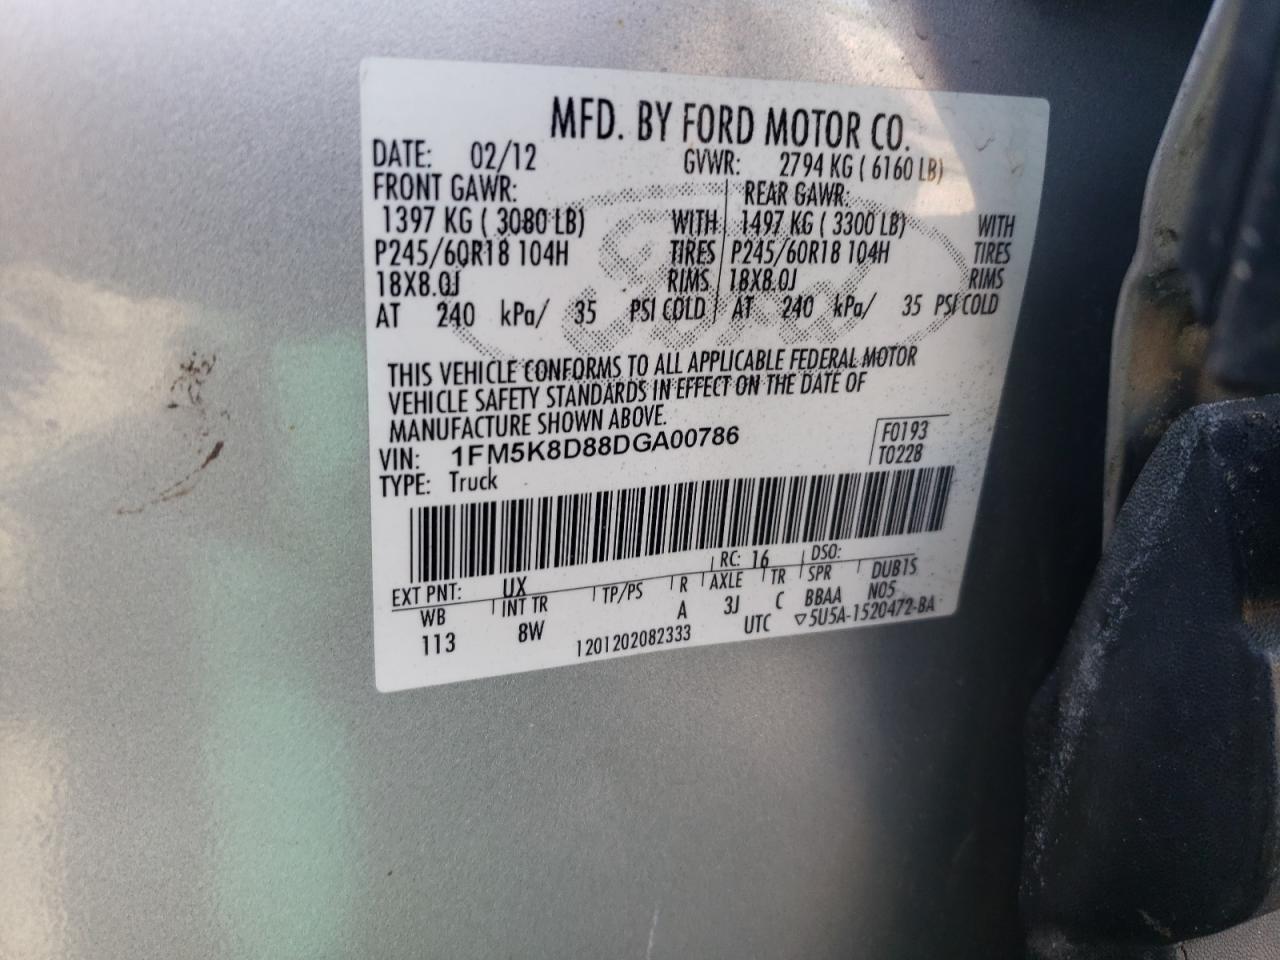 MFD. BY FORD MOTOR CO.
DATE: 02/12 GVWR: 2794 KG ( 6160 LB)
FRONT GAWR: REAR GAWR:
1397 KG ( 3080 LB) WITH 1497 KG ( 3300 LB) WITH
P245/60R18 104H TIRES P245/60R18 104H TIRES
18X8.0J RIMS 18X8.0J RIMS
AT 240 kPa/ 35 PSI COLD AT 240 kPa/ 35 PSI COLD
THIS VEHICLE CONFORMS TO ALL APPLICABLE FEDERAL MOTOR
VEHICLE SAFETY STANDARDS IN EFFECT ON THE DATE OF
MANUFACTURE SHOWN ABOVE.
VIN: 1FM5K8D88DGA00786 F0193
TYPE: Truck T0228
EXT PNT: UX RC: 16 DSO:
WB INT TR TP/PS R AXLE TR SPR DUBIS
113 8W A 3J C BBAA N05
1201202082333 UTC ▽5U5A-1520472-BA